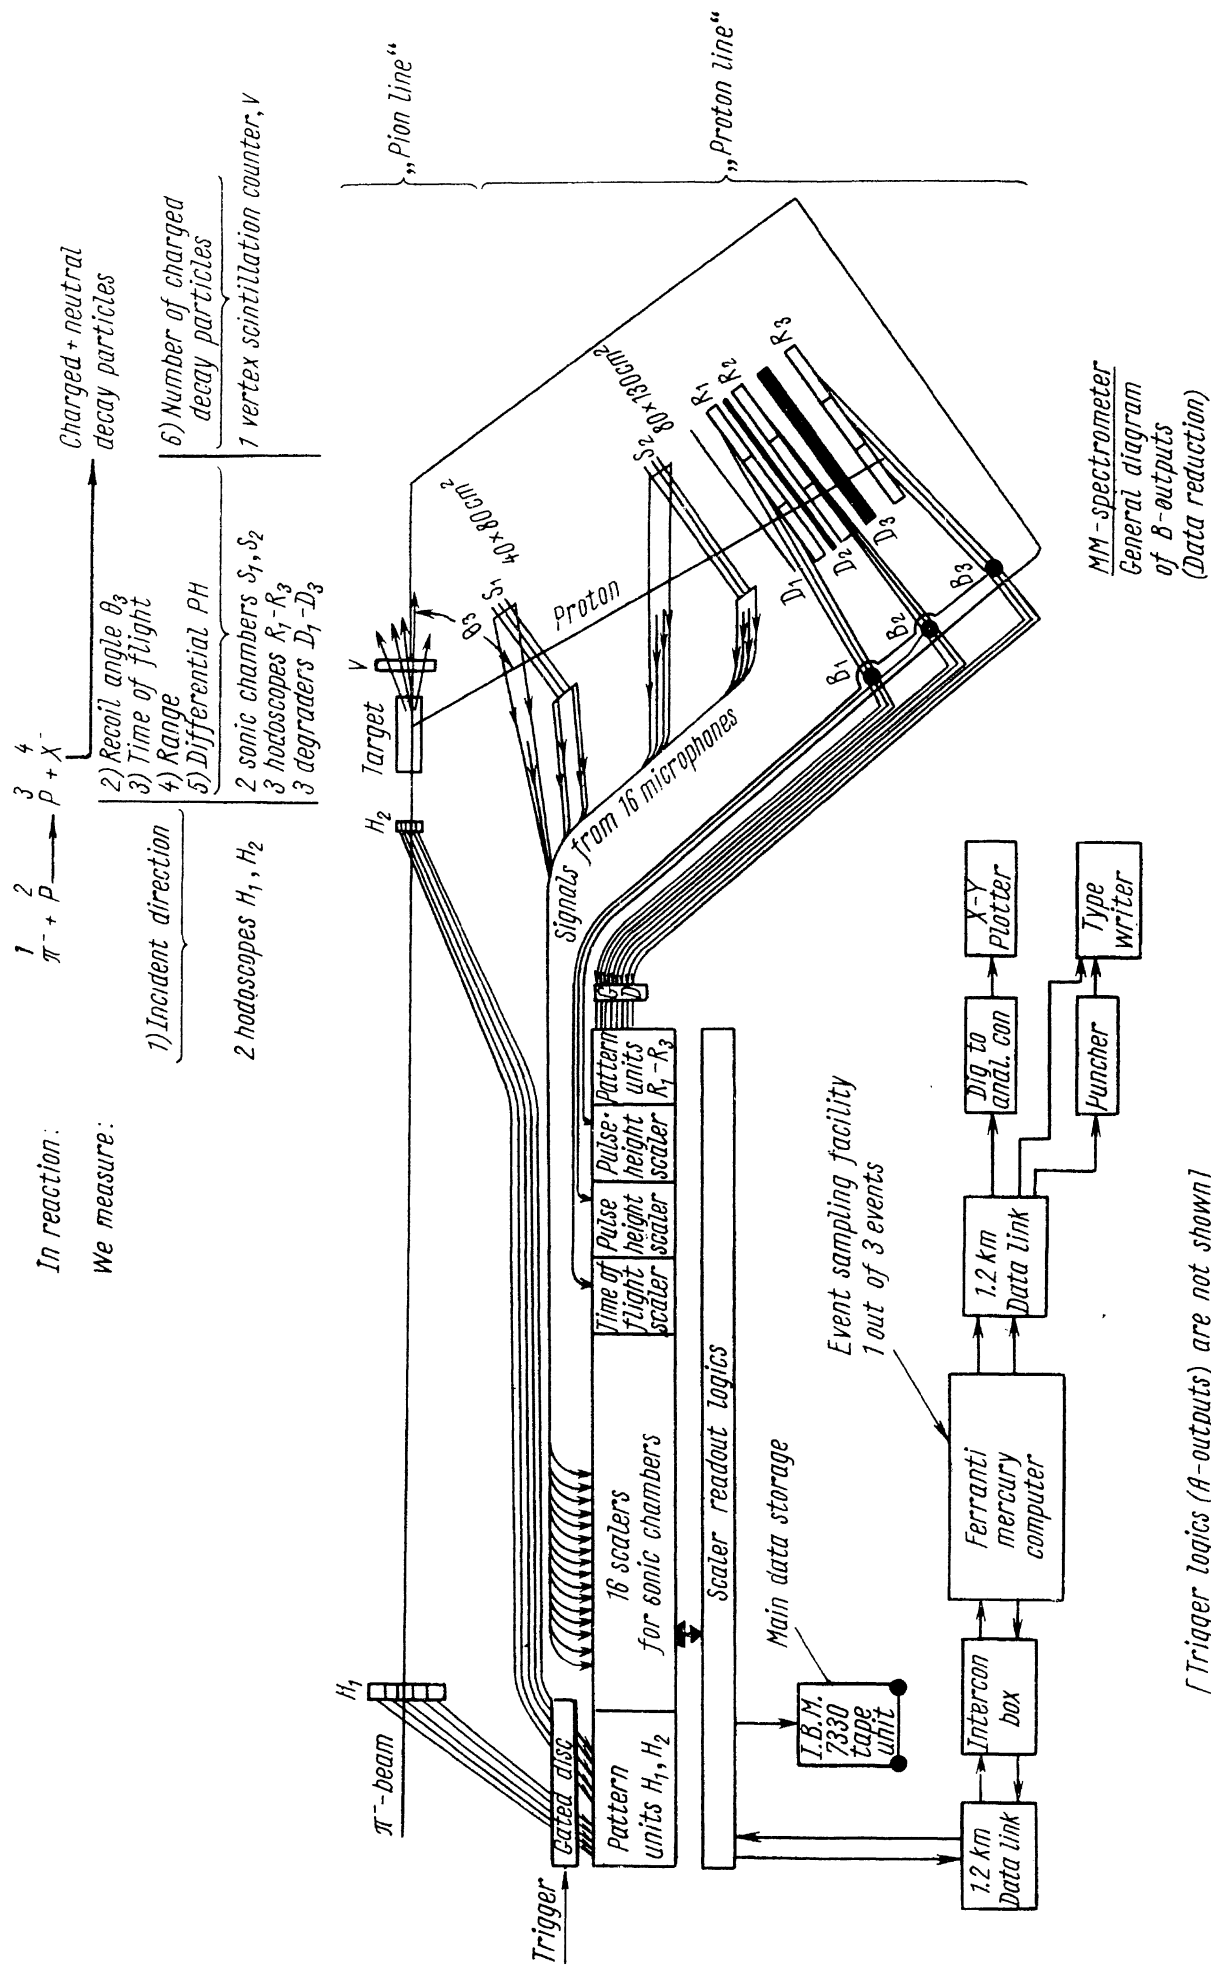 In reaction:
1 2 3 4
π⁻ + P ⟶ P + X⁻
Charged + neutral
decay particles
We measure:
1) Incident direction
2) Recoil angle θ3
3) Time of flight
4) Range
5) Differential PH
6) Number of charged
decay particles
2 hodoscopes H1, H2
2 sonic chambers S1, S2
3 hodoscopes R1-R3
3 degraders D1-D3
1 vertex scintillation counter, V
π⁻-beam
H1
H2
Target
V
„Pion line“
θ3
S1 40×80cm²
Proton
S2 80×130cm²
„Proton line“
D1
R1
D2
R2
D3
R3
B1
B2
B3
Signals from 16 microphones
Trigger
Gated disc
G D
Pattern
units H1, H2
16 scalers
for sonic chambers
Time of
flight
scaler
Pulse
height
scaler
Pulse·
height
scaler
Pattern
units
R1-R3
Scaler readout logics
Main data storage
I.B.M.
7330
tape
unit
Event sampling facility
1 out of 3 events
1.2 km
Data link
Intercon
box
Ferranti
mercury
computer
1.2 km
Data link
Dig to
anal. con
X-Y
Plotter
Puncher
Type
writer
MM-spectrometer
General diagram
of B-outputs
(Data reduction)
[Trigger logics (A-outputs) are not shown]